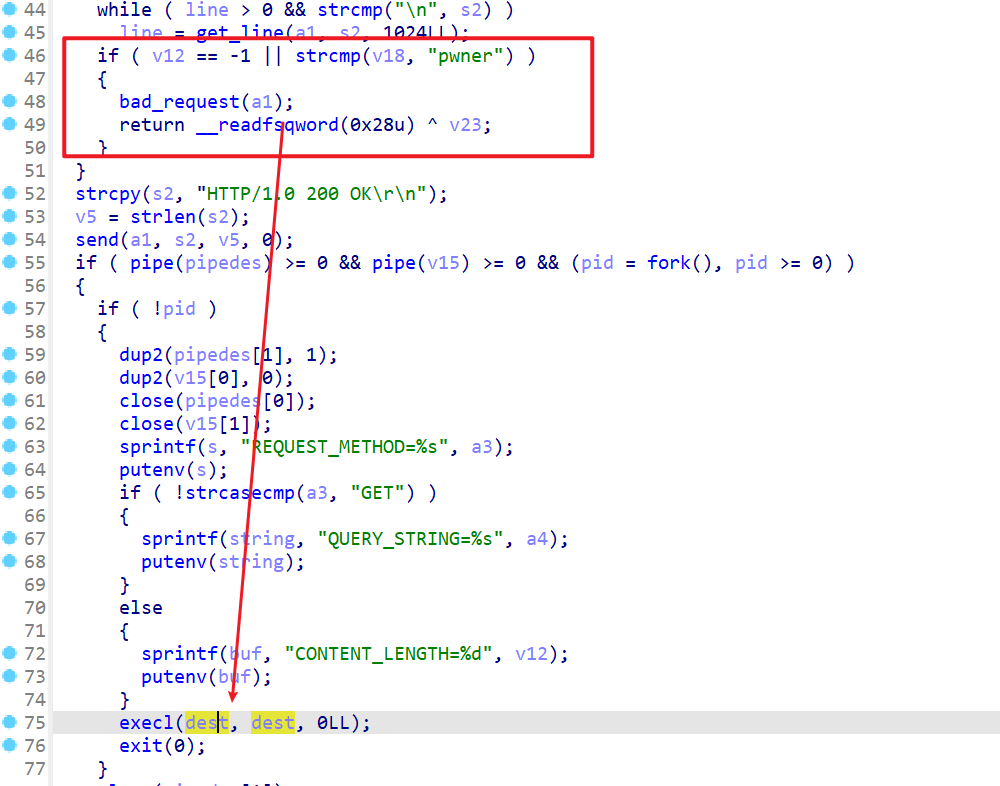 44 while ( line > 0 && strcmp("\n", s2) )
45 line = get_line(a1, s2, 1024LL);
46 if ( v12 == -1 || strcmp(v18, "pwner") )
47 {
48 bad_request(a1);
49 return __readfsqword(0x28u) ^ v23;
50 }
51 }
52 strcpy(s2, "HTTP/1.0 200 OK\r\n");
53 v5 = strlen(s2);
54 send(a1, s2, v5, 0);
55 if ( pipe(pipedes) >= 0 && pipe(v15) >= 0 && (pid = fork(), pid >= 0) )
56 {
57 if ( !pid )
58 {
59 dup2(pipedes[1], 1);
60 dup2(v15[0], 0);
61 close(pipedes[0]);
62 close(v15[1]);
63 sprintf(s, "REQUEST_METHOD=%s", a3);
64 putenv(s);
65 if ( !strcasecmp(a3, "GET") )
66 {
67 sprintf(string, "QUERY_STRING=%s", a4);
68 putenv(string);
69 }
70 else
71 {
72 sprintf(buf, "CONTENT_LENGTH=%d", v12);
73 putenv(buf);
74 }
75 execl(dest, dest, 0LL);
76 exit(0);
77 }